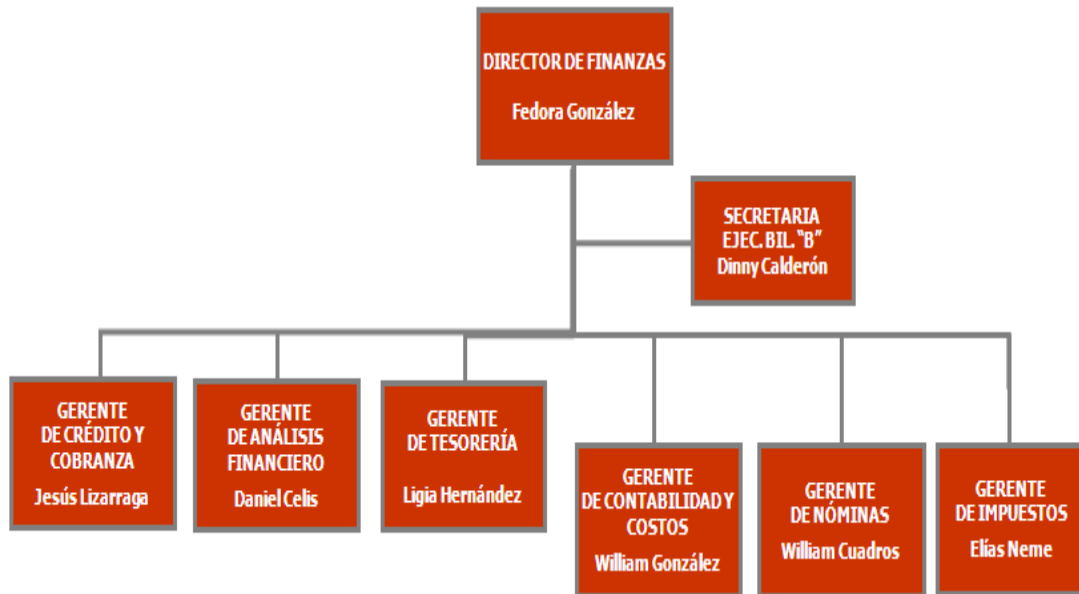 DIRECTOR DE FINANZAS
Fedora González
SECRETARIA
EJEC. BIL. "B"
Dinny Calderón
GERENTE
DE CRÉDITO Y
COBRANZA
Jesús Lizarraga
GERENTE
DE ANÁLISIS
FINANCIERO
Daniel Celis
GERENTE
DE TESORERÍA
Ligia Hernández
GERENTE
DE CONTABILIDAD Y
COSTOS
William González
GERENTE
DE NÓMINAS
William Cuadros
GERENTE
DE IMPUESTOS
Elías Neme